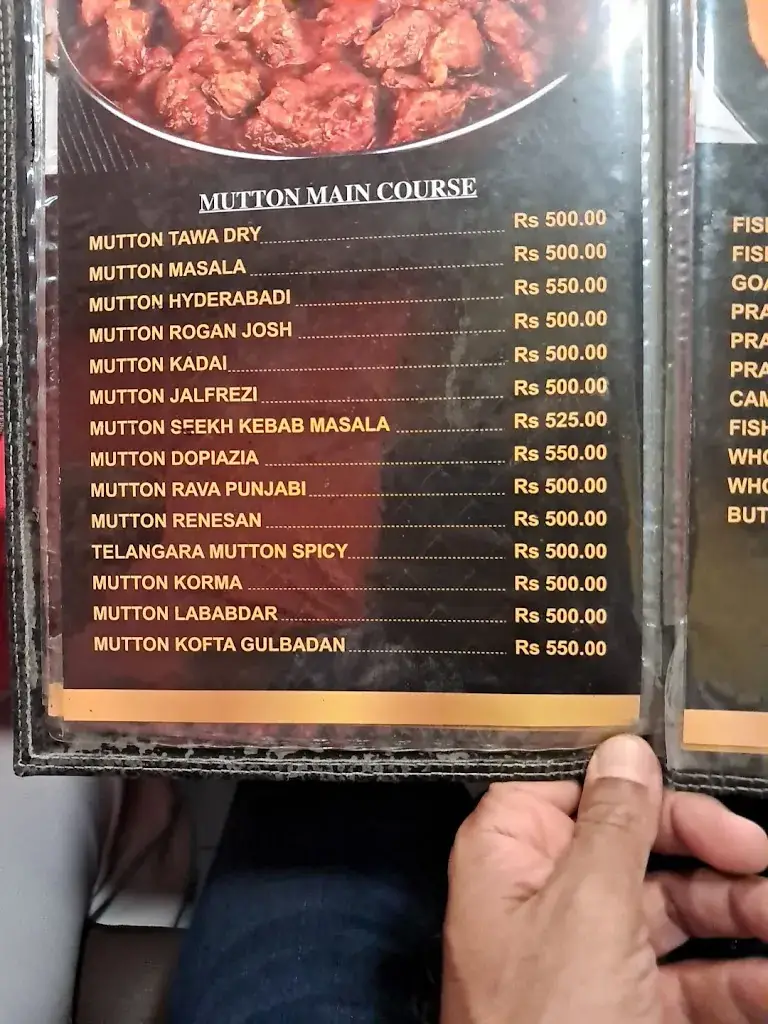 MUTTON MAIN COURSE
MUTTON TAWA DRY Rs 500.00
MUTTON MASALA Rs 500.00
MUTTON HYDERABADI Rs 550.00
MUTTON ROGAN JOSH Rs 500.00
MUTTON KADAI Rs 500.00
MUTTON JALFREZI Rs 500.00
MUTTON SEEKH KEBAB MASALA Rs 525.00
MUTTON DOPIAZIA Rs 550.00
MUTTON RAVA PUNJABI Rs 500.00
MUTTON RENESAN Rs 500.00
TELANGARA MUTTON SPICY Rs 500.00
MUTTON KORMA Rs 500.00
MUTTON LABABDAR Rs 500.00
MUTTON KOFTA GULBADAN Rs 550.00